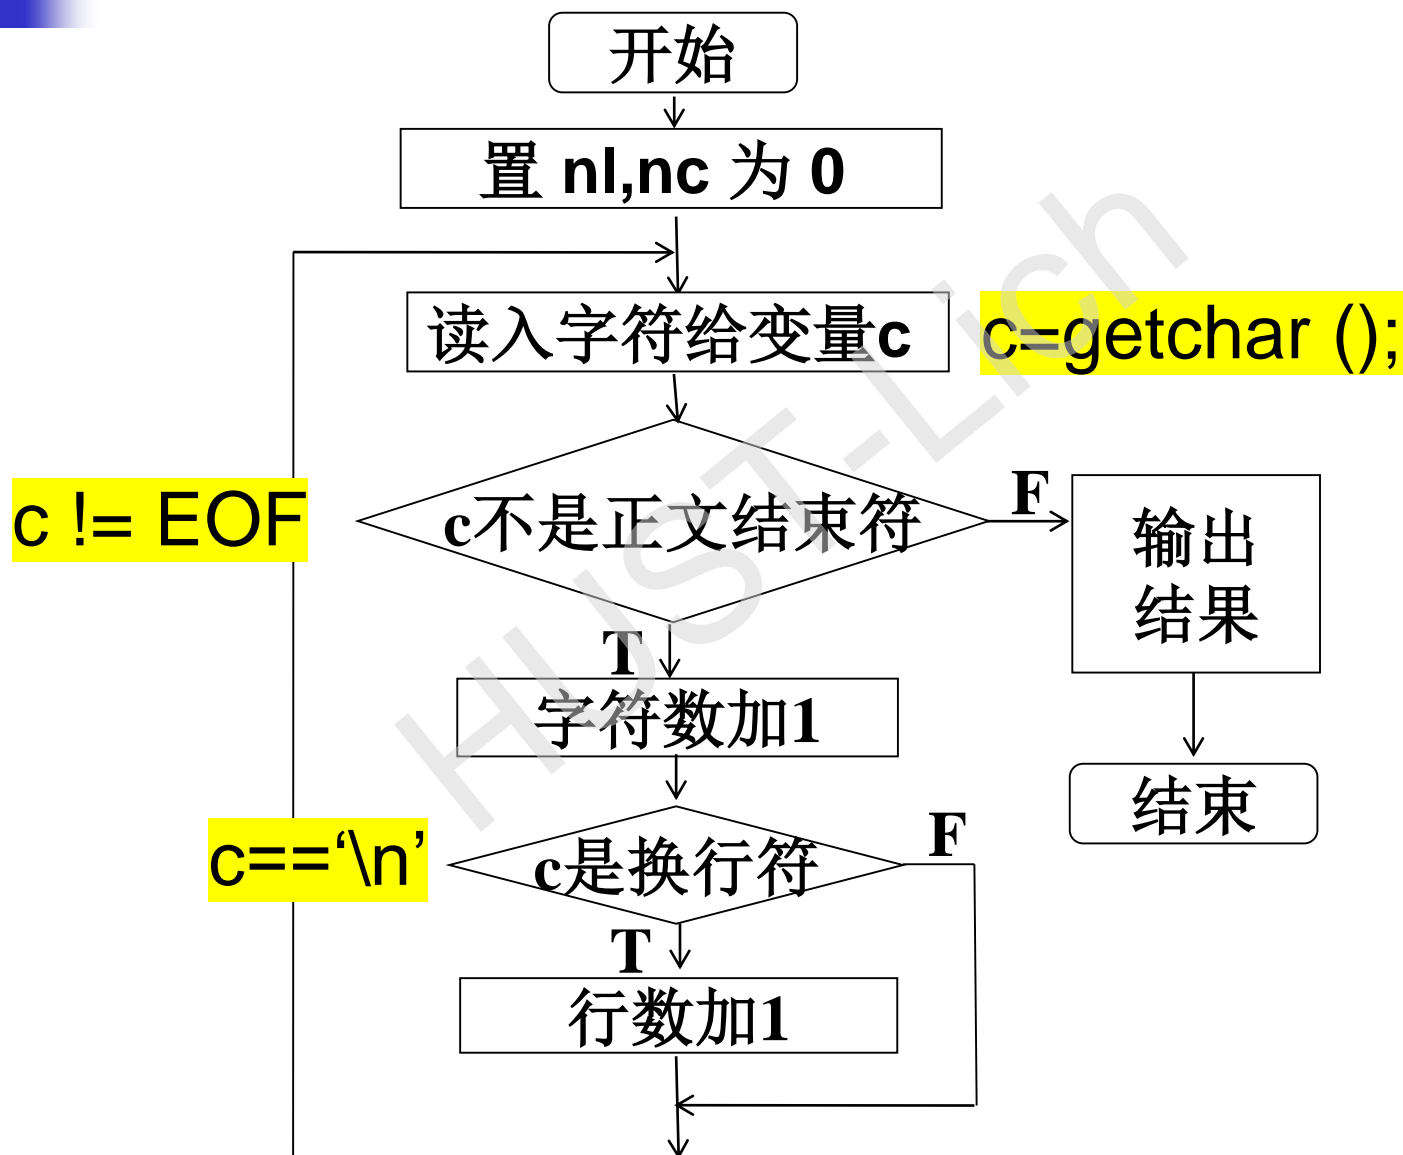 开始
置 nl,nc 为 0
读入字符给变量c
c=getchar ();
c != EOF
c不是正文结束符
F
输出
结果
T
字符数加1
结束
c==‘\n’
c是换行符
F
T
行数加1
HUST-Lich